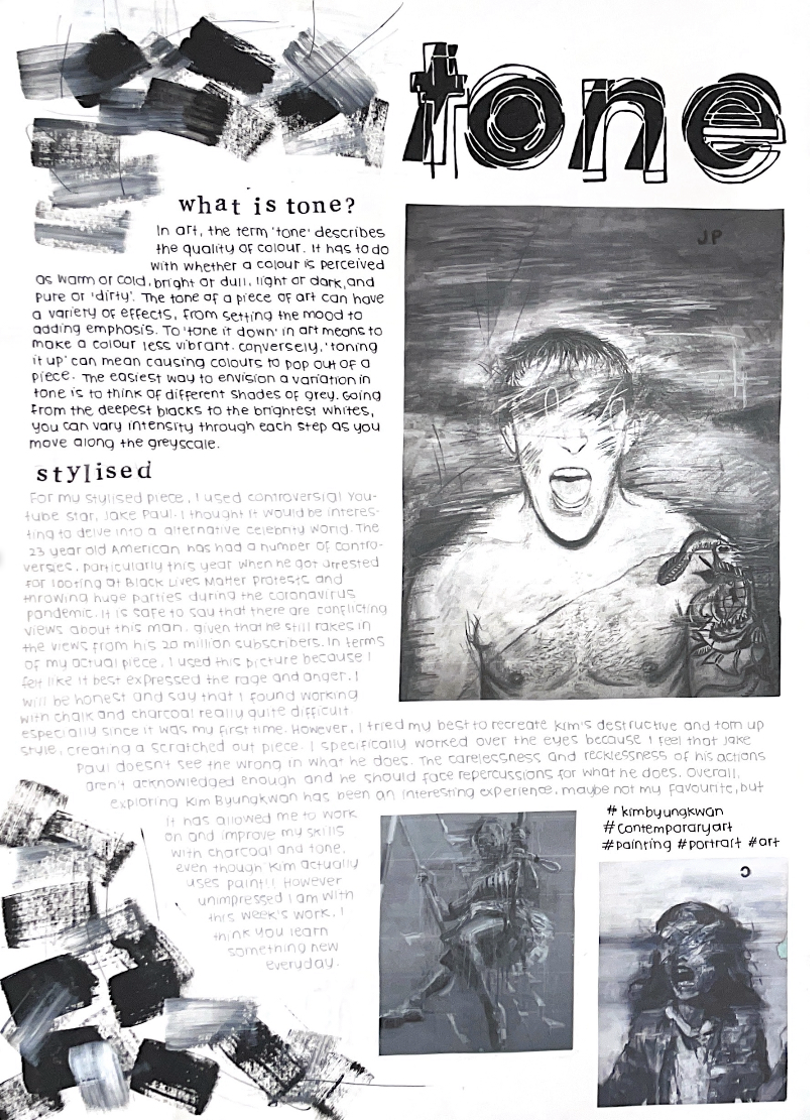 tone
what is tone?
In art, the term 'tone' describes
the quality of colour. It has to do
with whether a colour is perceived
as warm or cold, bright or dull, light or dark, and
pure or 'dirty'. The tone of a piece of art can have
a variety of effects, from setting the mood to
adding emphosis. To 'tone it down' in art means to
make a colour less vibrant. conversely, 'toning
it up' can mean causing colours to pop out of a
piece. The easiest way to envision a variation in
tone is to think of different shades of grey. Going
from the deepest blacks to the brightest whites,
you can vary intensity through each step as you
move along the greyscale.
stylised
For my stylised piece, I used controversial You-
tube star, Jake Paul. I thought it would be interes-
ting to delve into a alternative celebrity world. The
23 year old American has had a number of contro-
versies, particularly this year when he got arrested
for looting at Black Lives Matter protests and
throwing huge parties during the coronavirus
pandemic. It is safe to say that there are conflicting
views about this man, given that he still rakes in
the views from his 20 million subscribers. In terms
of my actual piece, I used this picture because I
felt like it best expressed the rage and anger. I
will be honest and say that I found working
with chalk and charcoal really quite difficult
especially since it was my first time. However, I tried my best to recreate Kim's destructive and torn up
style, creating a scratched out piece. I specifically worked over the eyes because I feel that Jake
Paul doesnt see the wrong in what he does. The carelessness and recklessness of his actions
aren't acknowledged enough and he should face repercussions for what he does. Overall,
exploring Kim Byungkwan has been an interesting experience, maybe not my favourite, but
it has allowed me to work
on and improve my skills
with charcoal and tone,
even though Kim actually
uses paint!! However
unimpressed I am with
this week's work, I
think you learn
something new
everyday.
J.P
# kimbyungkwan
# contemporaryart
# painting # portrait # art